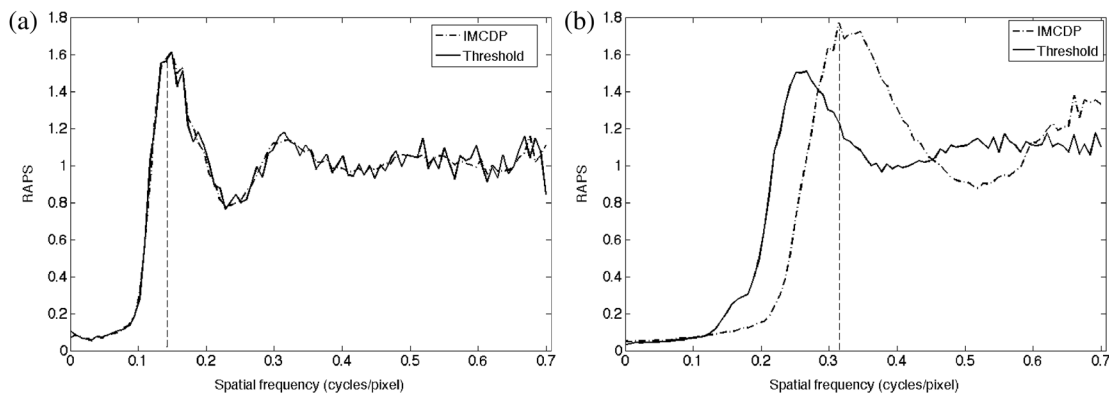 (a)
1.8
1.6
1.4
1.2
1
0.8
0.6
0.4
0.2
0
RAPS
IMCDP
Threshold
0 0.1 0.2 0.3 0.4 0.5 0.6 0.7
Spatial frequency (cycles/pixel)
(b)
1.8
1.6
1.4
1.2
1
0.8
0.6
0.4
0.2
0
RAPS
IMCDP
Threshold
0 0.1 0.2 0.3 0.4 0.5 0.6 0.7
Spatial frequency (cycles/pixel)